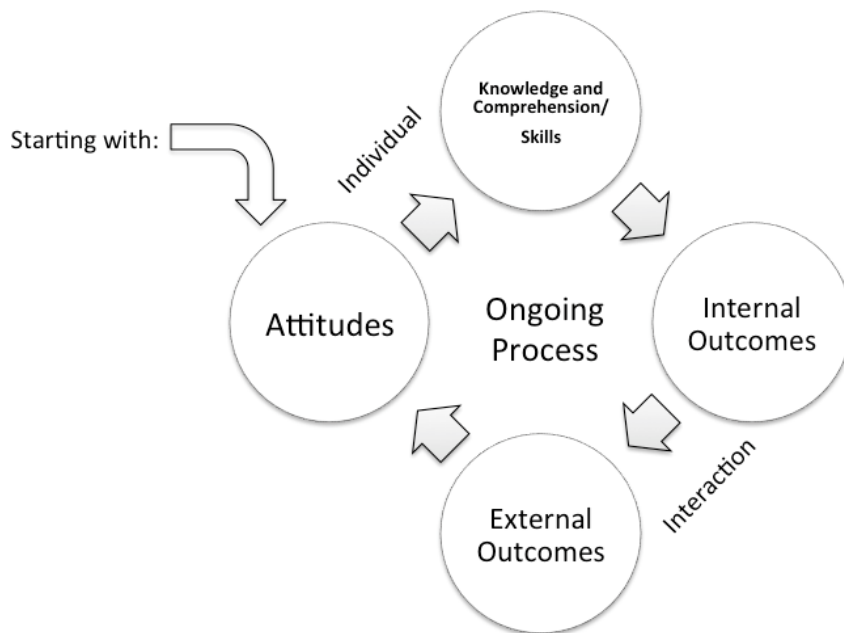 Knowledge and
Comprehension/
Skills
Starting with:
Individual
Attitudes
Ongoing
Process
Internal
Outcomes
External
Outcomes
Interaction